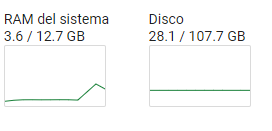 RAM del sistema
3.6 / 12.7 GB
Disco
28.1 / 107.7 GB